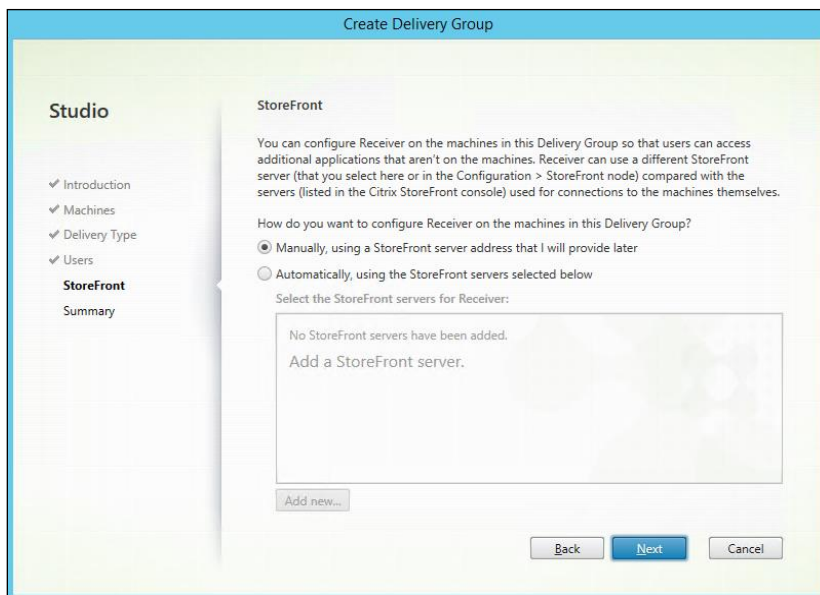 Create Delivery Group
Studio
Introduction
Machines
Delivery Type
Users
StoreFront
Summary
StoreFront
You can configure Receiver on the machines in this Delivery Group so that users can access
additional applications that aren't on the machines. Receiver can use a different StoreFront
server (that you select here or in the Configuration > StoreFront node) compared with the
servers (listed in the Citrix StoreFront console) used for connections to the machines themselves.
How do you want to configure Receiver on the machines in this Delivery Group?
Manually, using a StoreFront server address that I will provide later
Automatically, using the StoreFront servers selected below
Select the StoreFront servers for Receiver:
No StoreFront servers have been added.
Add a StoreFront server.
Add new...
Back
Next
Cancel